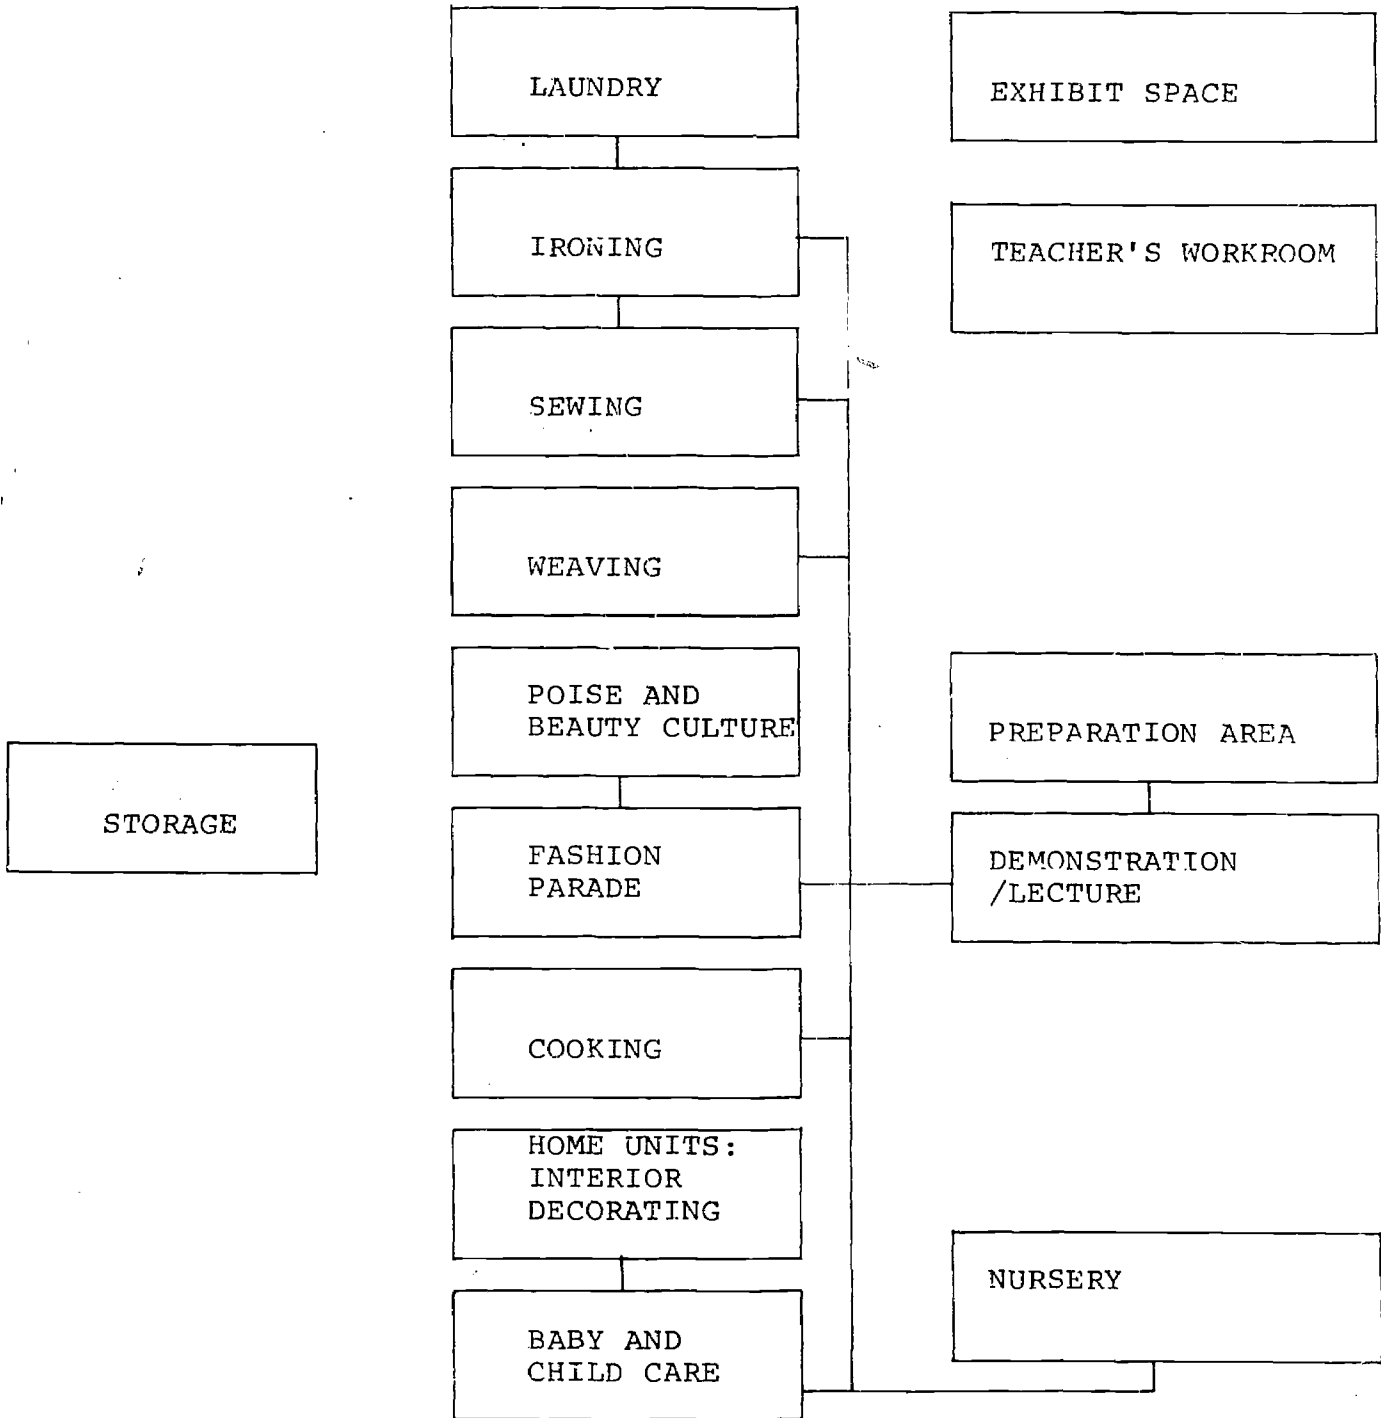 LAUNDRY
EXHIBIT SPACE
IRONING
TEACHER'S WORKROOM
SEWING
WEAVING
POISE AND
BEAUTY CULTURE
PREPARATION AREA
STORAGE
FASHION
PARADE
DEMONSTRATION
/LECTURE
COOKING
HOME UNITS:
INTERIOR
DECORATING
NURSERY
BABY AND
CHILD CARE